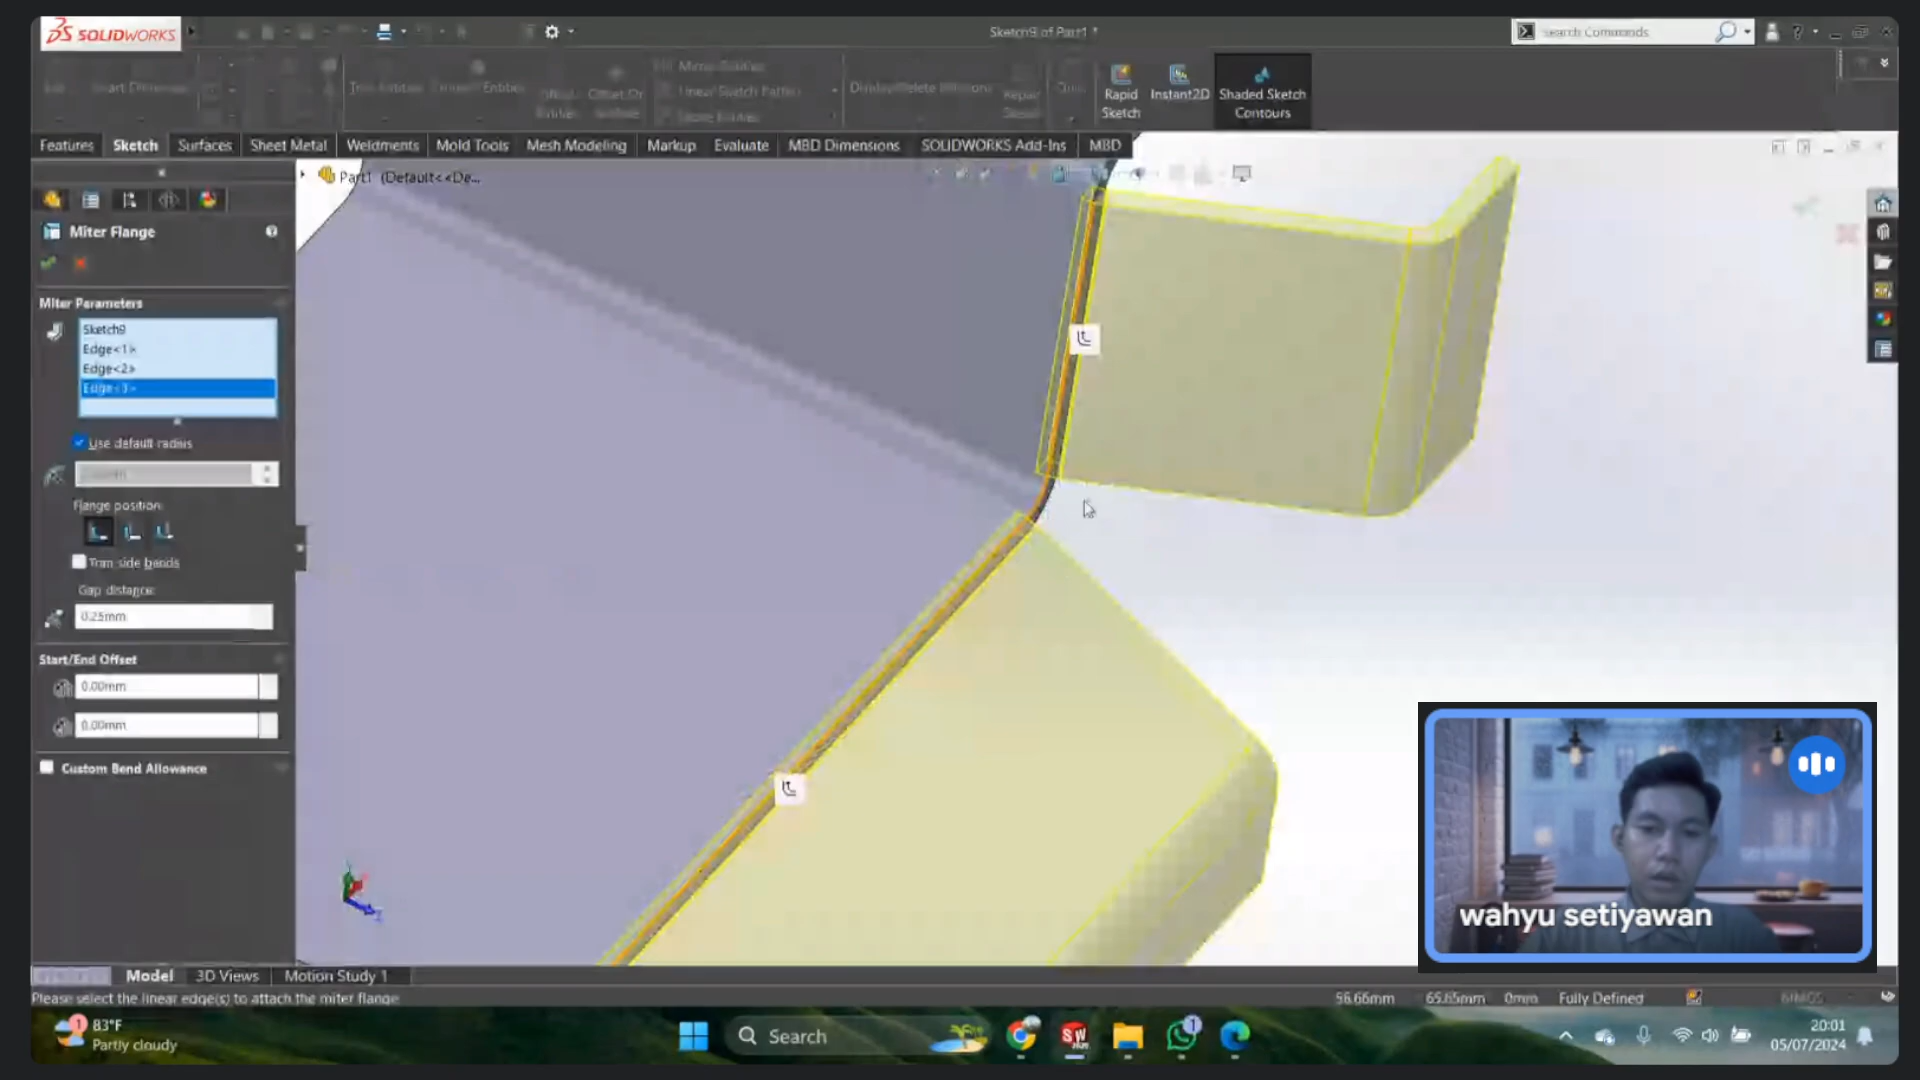 SOLIDWORKS
Sketch9 of Part1 *
Search Commands
Rapid Sketch
Instant2D
Shaded Sketch Contours
Features
Sketch
Surfaces
Sheet Metal
Weldments
Mold Tools
Mesh Modeling
Markup
Evaluate
MBD Dimensions
SOLIDWORKS Add-Ins
MBD
Part1 (Default<<De...
Miter Flange
Miter Parameters
Sketch9
Edge<1>
Edge<2>
Edge<3>
Use default radius
Flange position:
Trim side bends
Gap distance:
0.25mm
Start/End Offset
0.00mm
0.00mm
Custom Bend Allowance
wahyu setiyawan
Model
3D Views
Motion Study 1
Please select the linear edge(s) to attach the miter flange
56.66mm
65.65mm
0mm
Fully Defined
83°F
Partly cloudy
Search
20:01
05/07/2024